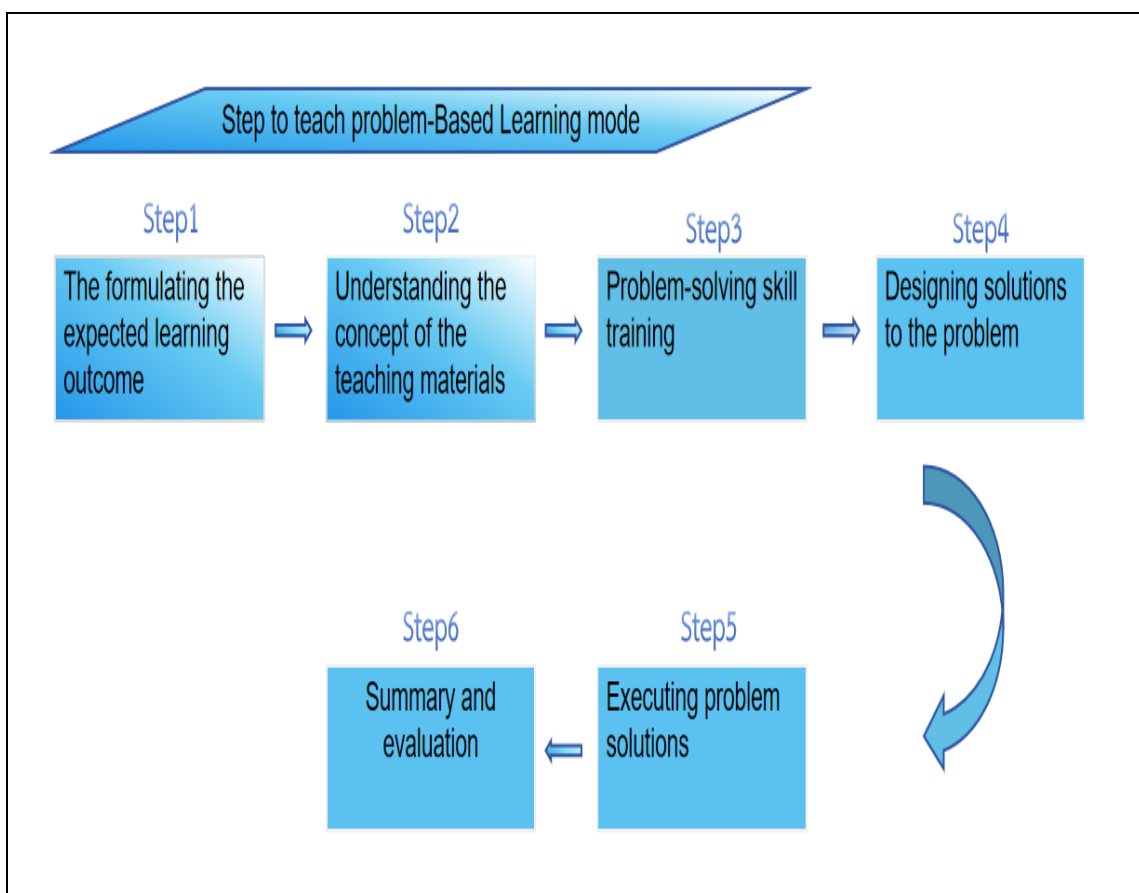 Step to teach problem-Based Learning mode
Step1
The formulating the
expected learning
outcome
Step2
Understanding the
concept of the
teaching materials
Step3
Problem-solving skill
training
Step4
Designing solutions
to the problem
Step5
Executing problem
solutions
Step6
Summary and
evaluation